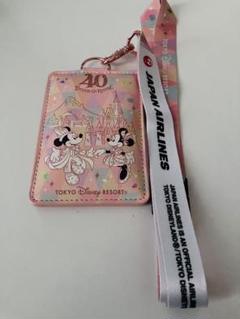 40
TOKYO Disney RESORT
JAPAN AIRLINES
JAPAN AIRLINES IS AN OFFICIAL AIRLINE
TOKYO DISNEYLAND®/TOKYO DISNEY